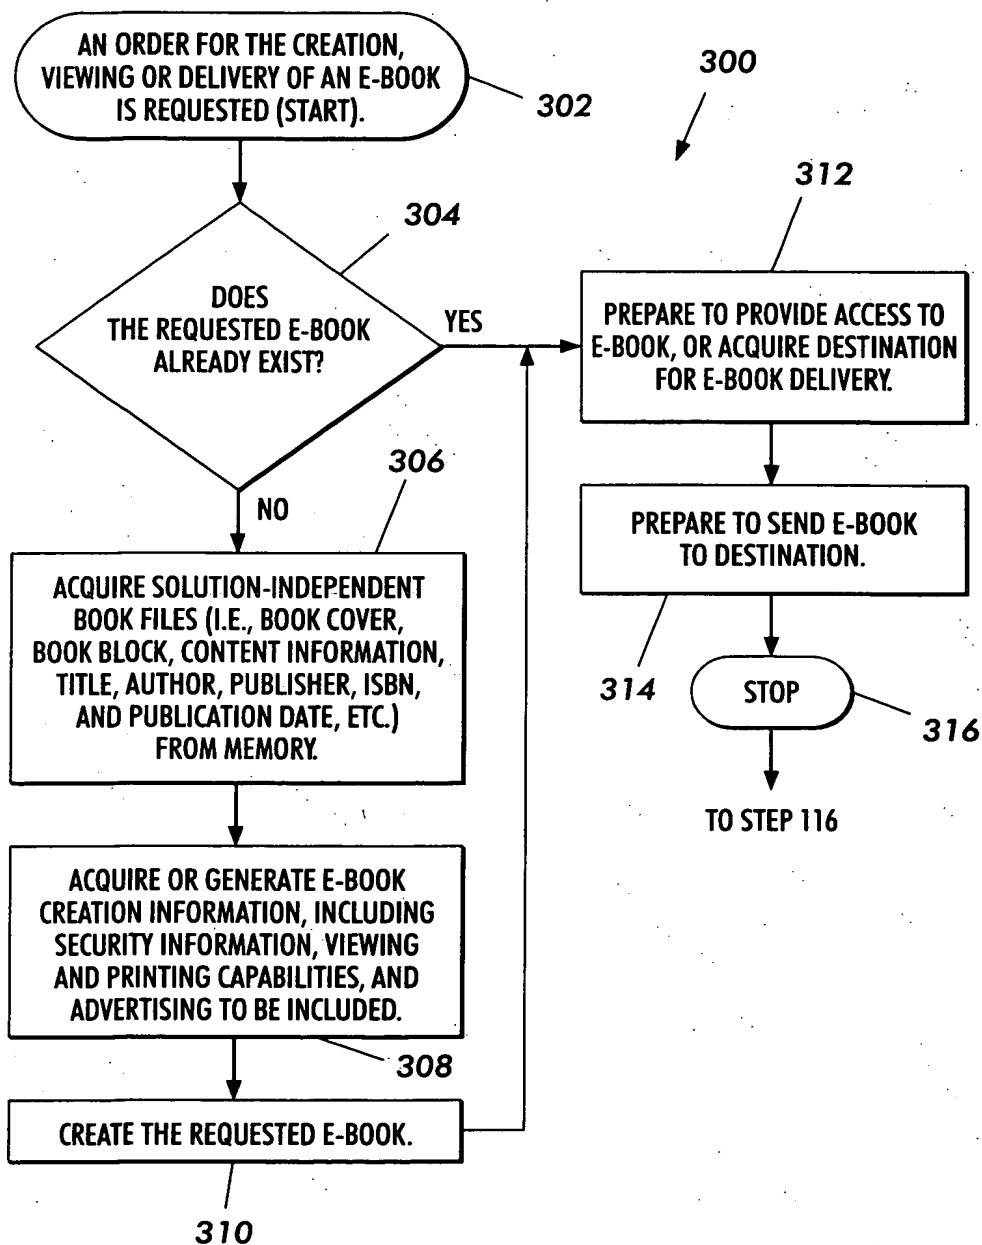 AN ORDER FOR THE CREATION,
VIEWING OR DELIVERY OF AN E-BOOK
IS REQUESTED (START).
302
300
304
DOES
THE REQUESTED E-BOOK
ALREADY EXIST?
YES
NO
306
ACQUIRE SOLUTION-INDEPENDENT
BOOK FILES (I.E., BOOK COVER,
BOOK BLOCK, CONTENT INFORMATION,
TITLE, AUTHOR, PUBLISHER, ISBN,
AND PUBLICATION DATE, ETC.)
FROM MEMORY.
ACQUIRE OR GENERATE E-BOOK
CREATION INFORMATION, INCLUDING
SECURITY INFORMATION, VIEWING
AND PRINTING CAPABILITIES, AND
ADVERTISING TO BE INCLUDED.
308
CREATE THE REQUESTED E-BOOK.
310
312
PREPARE TO PROVIDE ACCESS TO
E-BOOK, OR ACQUIRE DESTINATION
FOR E-BOOK DELIVERY.
PREPARE TO SEND E-BOOK
TO DESTINATION.
314
STOP
316
TO STEP 116